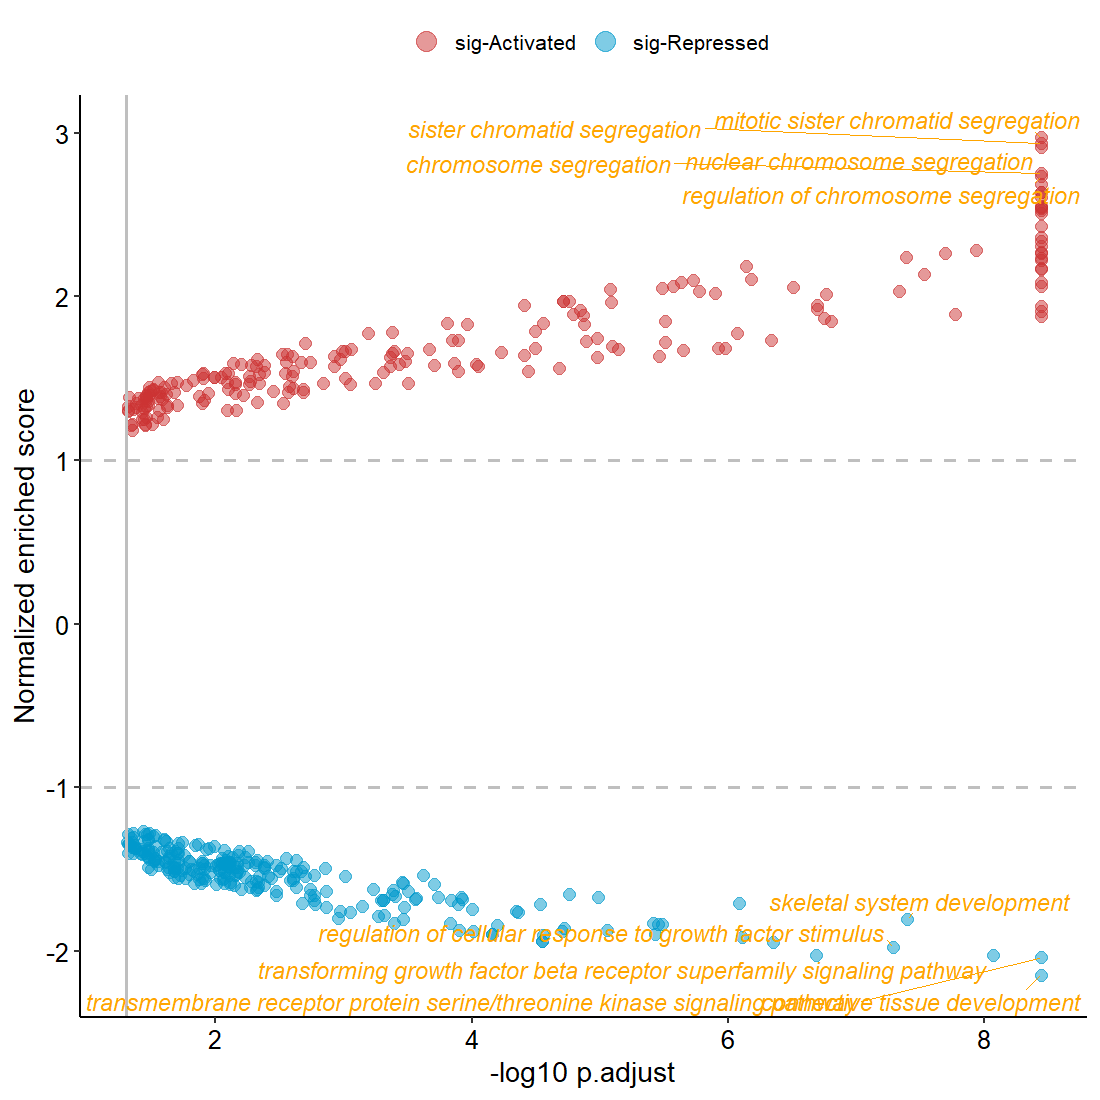 sig-Activated sig-Repressed
3
mitotic sister chromatid segregation
sister chromatid segregation
nuclear chromosome segregation
chromosome segregation
regulation of chromosome segregation
2
1
0
-1
-2
Normalized enriched score
skeletal system development
regulation of cellular response to growth factor stimulus
transforming growth factor beta receptor superfamily signaling pathway
transmembrane receptor protein serine/threonine kinase signaling pathway
connective tissue development
2 4 6 8
-log10 p.adjust